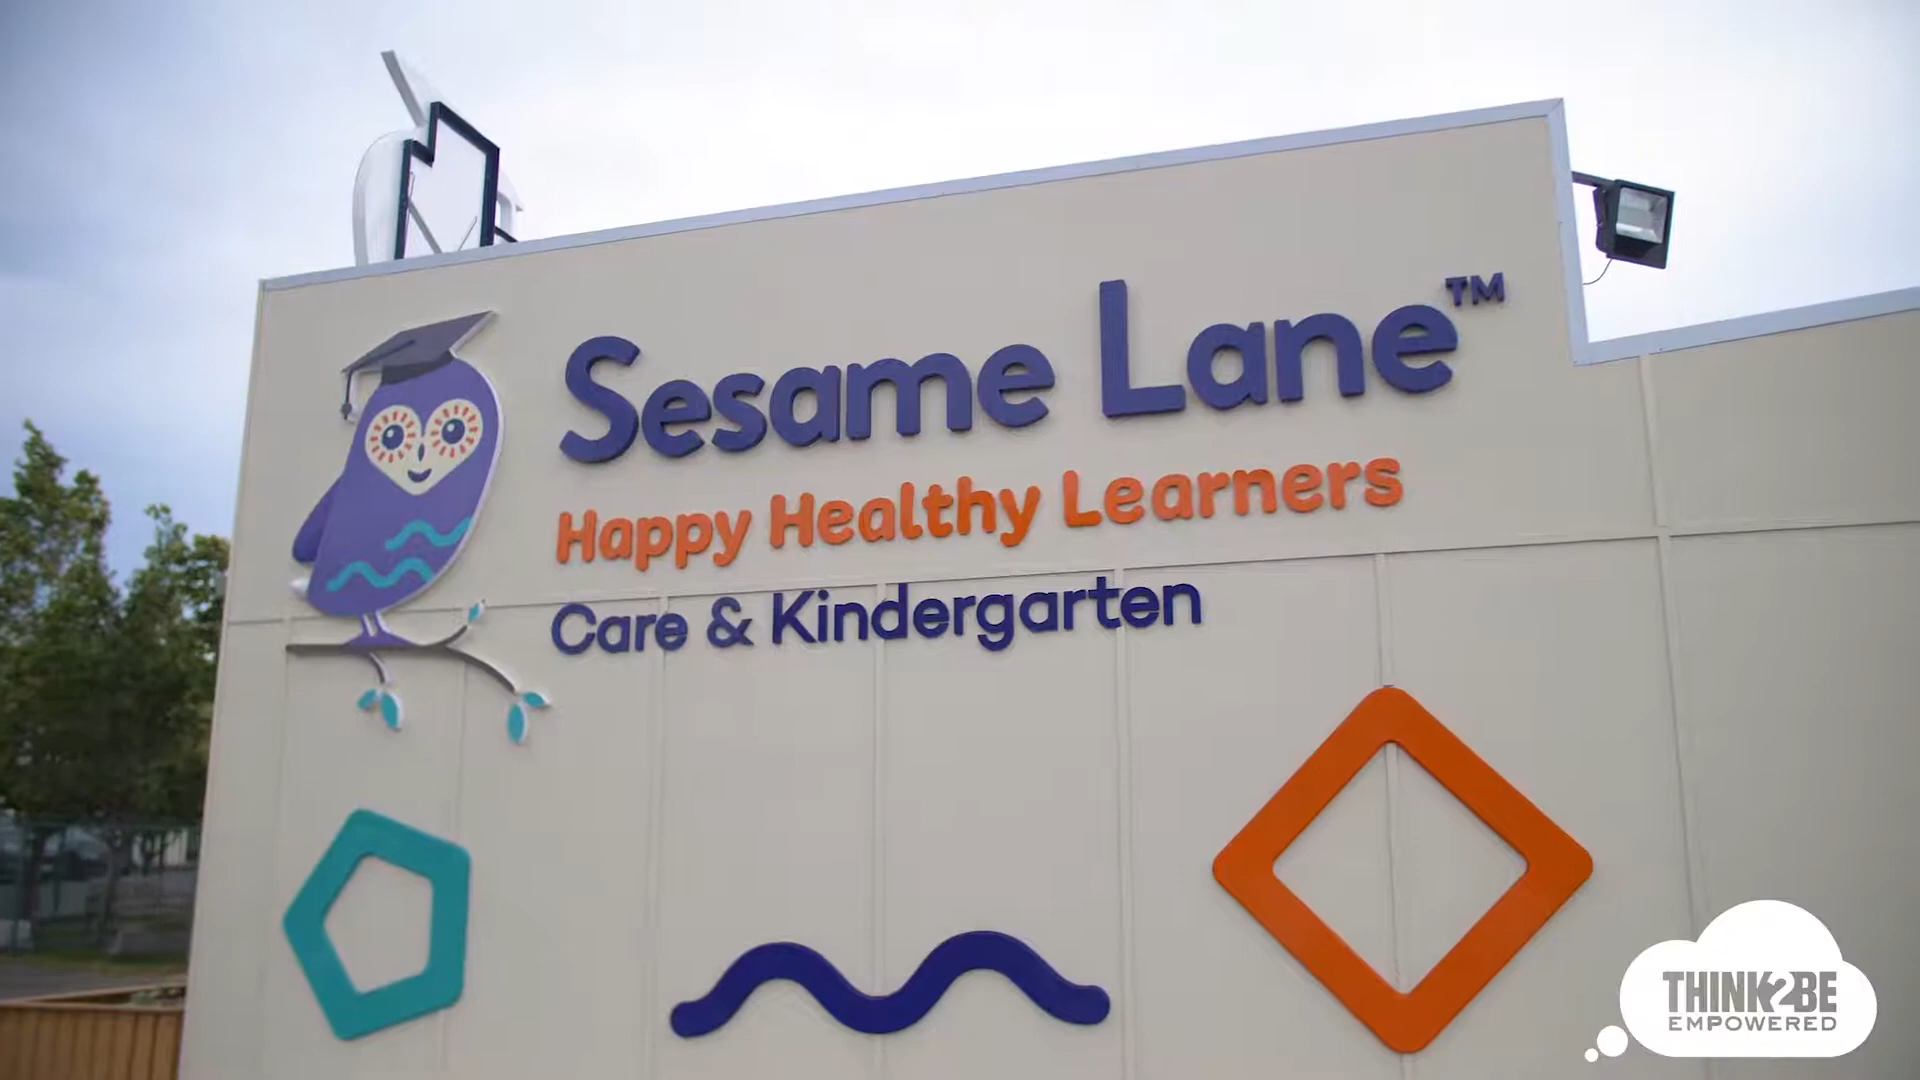 Sesame Lane™
Happy Healthy Learners
Care & Kindergarten
THINK2BE
EMPOWERED